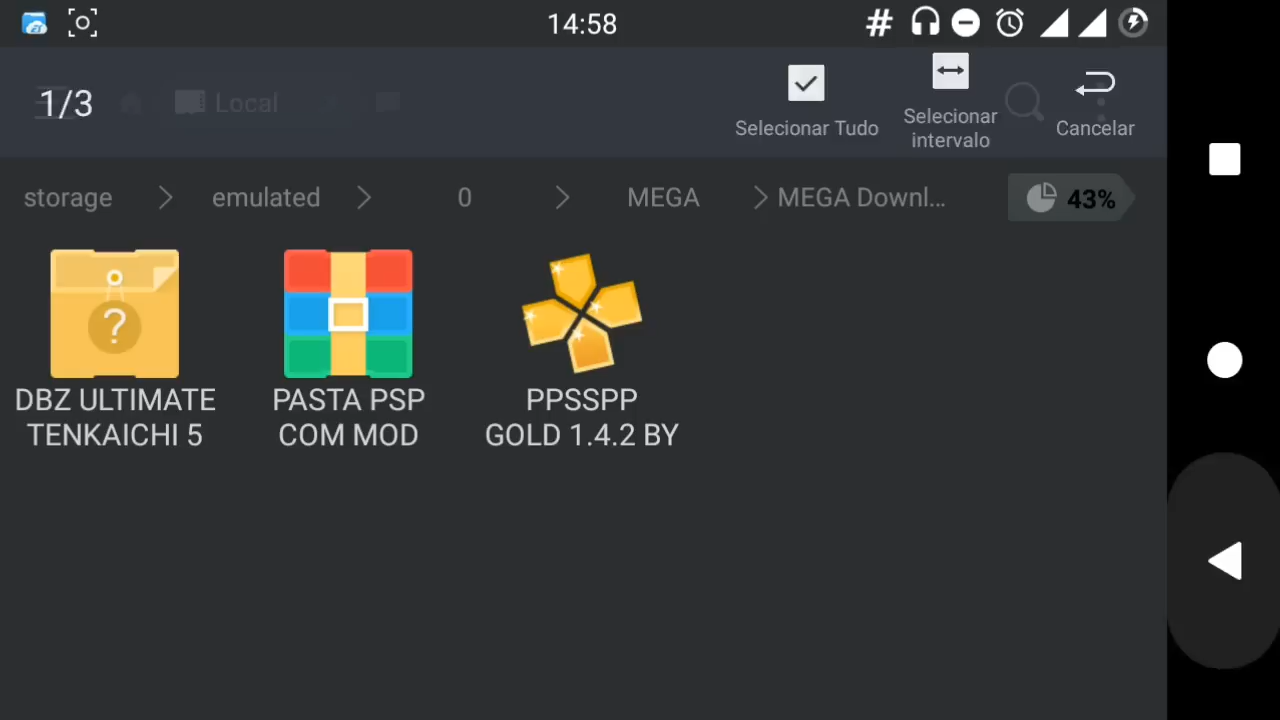 14:58
1/3
Local
Selecionar Tudo
Selecionar
intervalo
Cancelar
storage
emulated
0
MEGA
MEGA Downl...
43%
DBZ ULTIMATE
TENKAICHI 5
PASTA PSP
COM MOD
PPSSPP
GOLD 1.4.2 BY